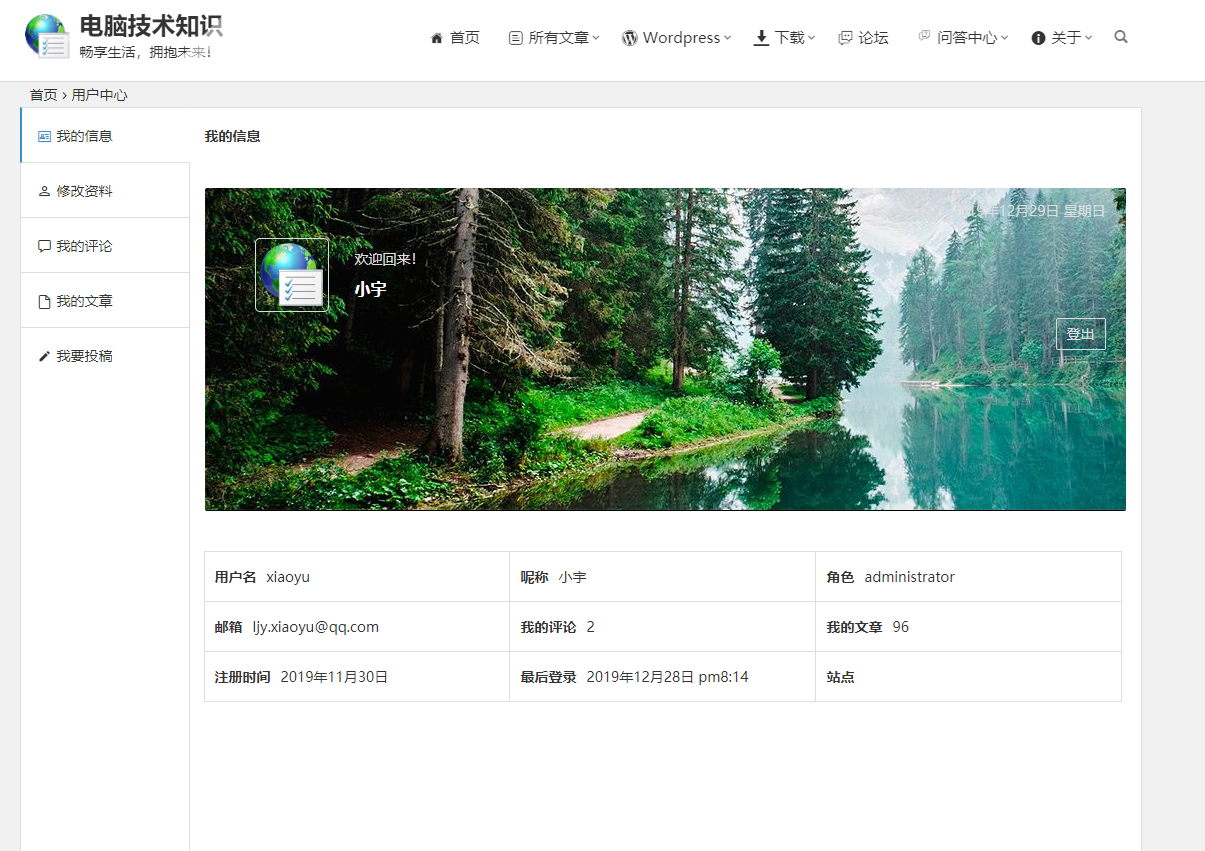 电脑技术知识
畅享生活，拥抱未来!
首页 所有文章 Wordpress 下载 论坛 问答中心 关于
首页 › 用户中心
我的信息
修改资料
我的评论
我的文章
我要投稿
我的信息
年12月29日 星期日
欢迎回来!
小宇
登出
用户名 xiaoyu 昵称 小宇 角色 administrator
邮箱 ljy.xiaoyu@qq.com 我的评论 2 我的文章 96
注册时间 2019年11月30日 最后登录 2019年12月28日 pm8:14 站点